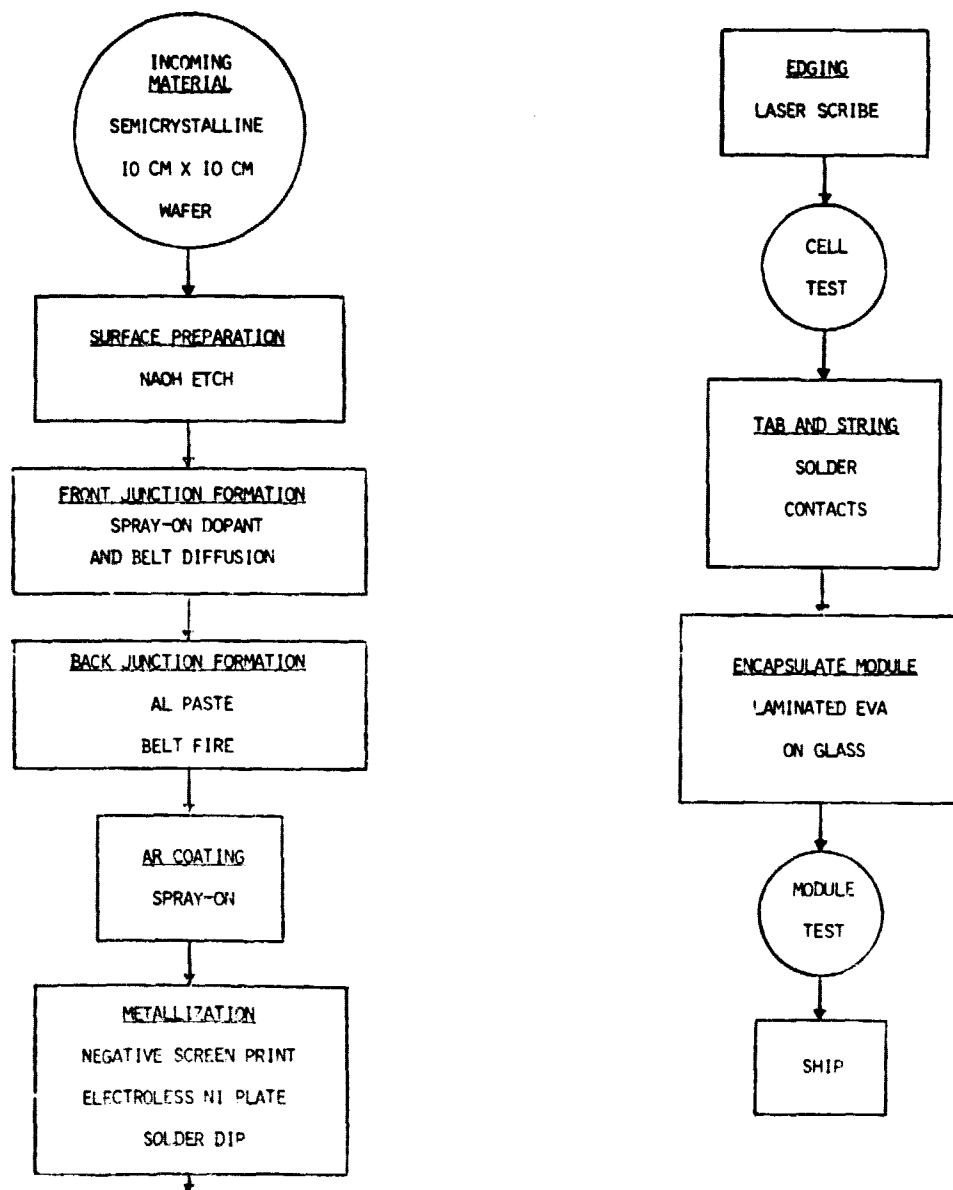 INCOMING
MATERIAL
SEMICRYSTALLINE
10 CM X 10 CM
WAFER
SURFACE PREPARATION
NAOH ETCH
FRONT JUNCTION FORMATION
SPRAY-ON DOPANT
AND BELT DIFFUSION
BACK JUNCTION FORMATION
AL PASTE
BELT FIRE
AR COATING
SPRAY-ON
METALLIZATION
NEGATIVE SCREEN PRINT
ELECTROLESS NI PLATE
SOLDER DIP
EDGING
LASER SCRIBE
CELL
TEST
TAB AND STRING
SOLDER
CONTACTS
ENCAPSULATE MODULE
LAMINATED EVA
ON GLASS
MODULE
TEST
SHIP